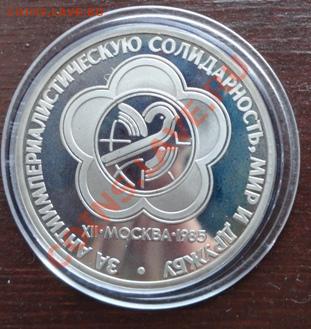 ЗА АНТИИМПЕРИАЛИСТИЧЕСКУЮ СОЛИДАРНОСТЬ, МИР И ДРУЖБУ
XII · МОСКВА · 1985